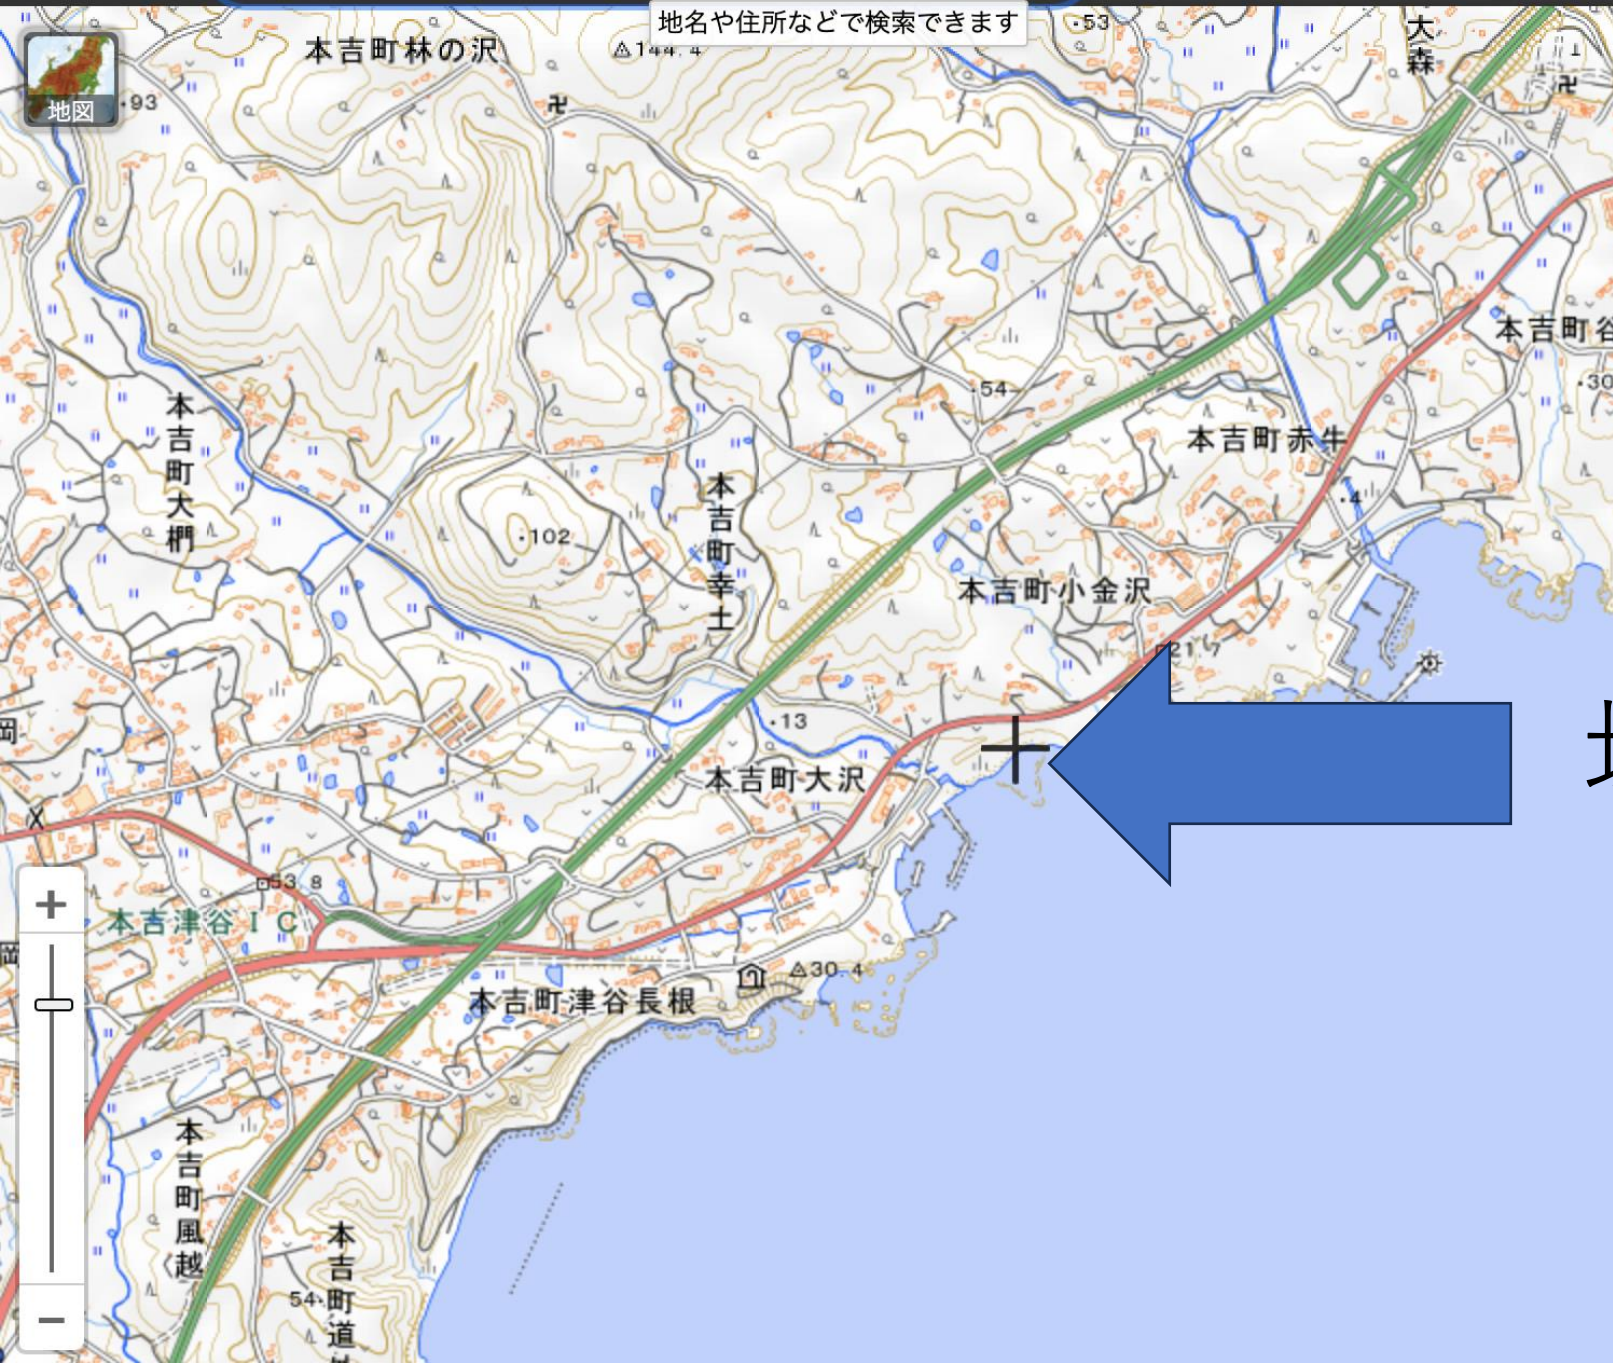 地名や住所などで検索できます
地図
本吉町林の沢
144.4
53
大森
93
本吉町谷
30
54
本吉町赤牛
4
本吉町大椚
102
本吉町幸土
本吉町小金沢
21.7
13
本吉町大沢
53.8
本吉津谷IC
30.4
本吉町津谷長根
本吉町風越
54
本吉町道
50
+
−
岡
岡